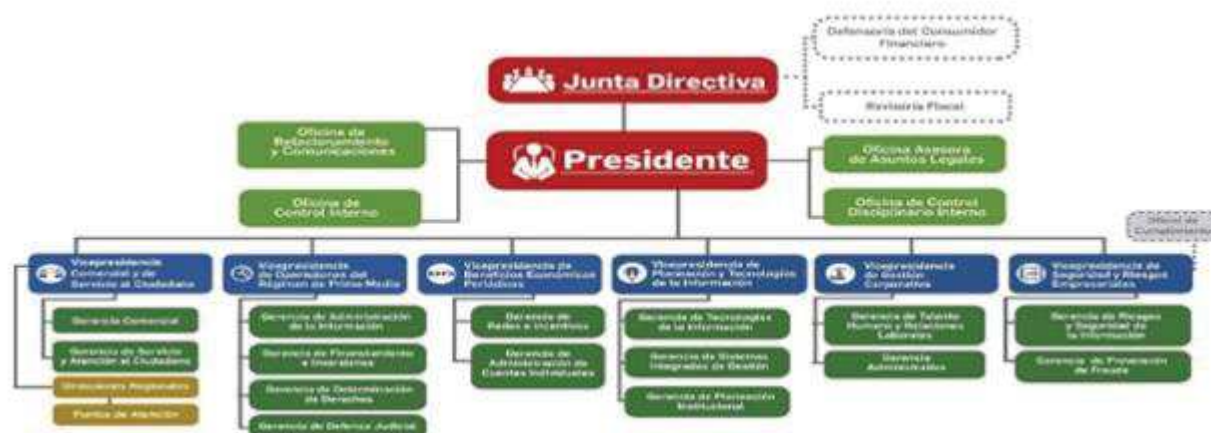 Defensoría del Consumidor
Financiero
Junta Directiva
Revisoría Fiscal
Oficina de
Relacionamiento
y Comunicaciones
Presidente
Oficina Asesora
de Asuntos Legales
Oficina de
Control Interno
Oficina de Control
Disciplinario Interno
Oficial de
Cumplimiento
Vicepresidencia
Comercial y de
Servicio al Ciudadano
Vicepresidencia
de Operaciones del
Régimen de Prima Media
Vicepresidencia de
Beneficios Económicos
Periódicos
Vicepresidencia de
Planeación y Tecnologías
de la Información
Vicepresidencia
de Gestión
Corporativa
Vicepresidencia de
Seguridad y Riesgos
Empresariales
Gerencia Comercial
Gerencia de Servicio
y Atención al Ciudadano
Direcciones Regionales
Puntos de Atención
Gerencia de Administración
de la Información
Gerencia de Financiamiento
e Inversiones
Gerencia de Determinación
de Derechos
Gerencia de Defensa Judicial
Gerencia de
Redes e Incentivos
Gerencia de
Administración de
Cuentas Individuales
Gerencia de Tecnologías
de la Información
Gerencia de Sistemas
Integrados de Gestión
Gerencia de Planeación
Institucional
Gerencia de Talento
Humano y Relaciones
Laborales
Gerencia
Administrativa
Gerencia de Riesgos
y Seguridad de
la Información
Gerencia de Prevención
de Fraude